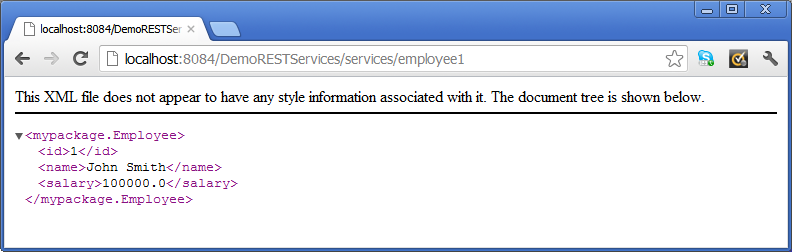 localhost:8084/DemoRESTSer
localhost:8084/DemoRESTServices/services/employee1
This XML file does not appear to have any style information associated with it. The document tree is shown below.
▼<mypackage.Employee>
<id>1</id>
<name>John Smith</name>
<salary>100000.0</salary>
</mypackage.Employee>